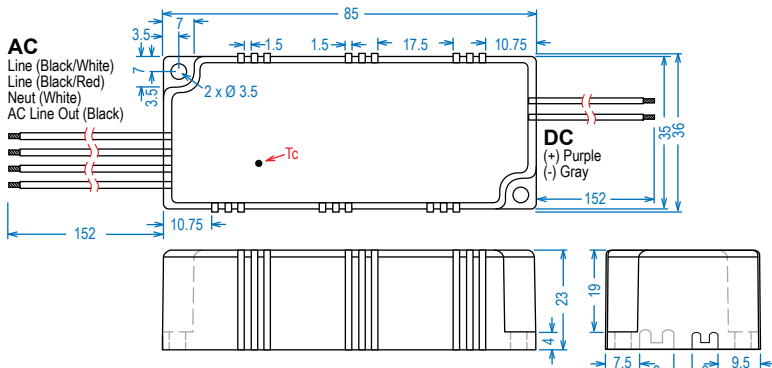 85
7
3.5
1.5
1.5
17.5
10.75
AC
Line (Black/White)
Line (Black/Red)
Neut (White)
AC Line Out (Black)
7
3.5
2 x Ø 3.5
Tc
DC
(+) Purple
(-) Gray
35
36
152
10.75
152
23
4
19
7.5
9.5